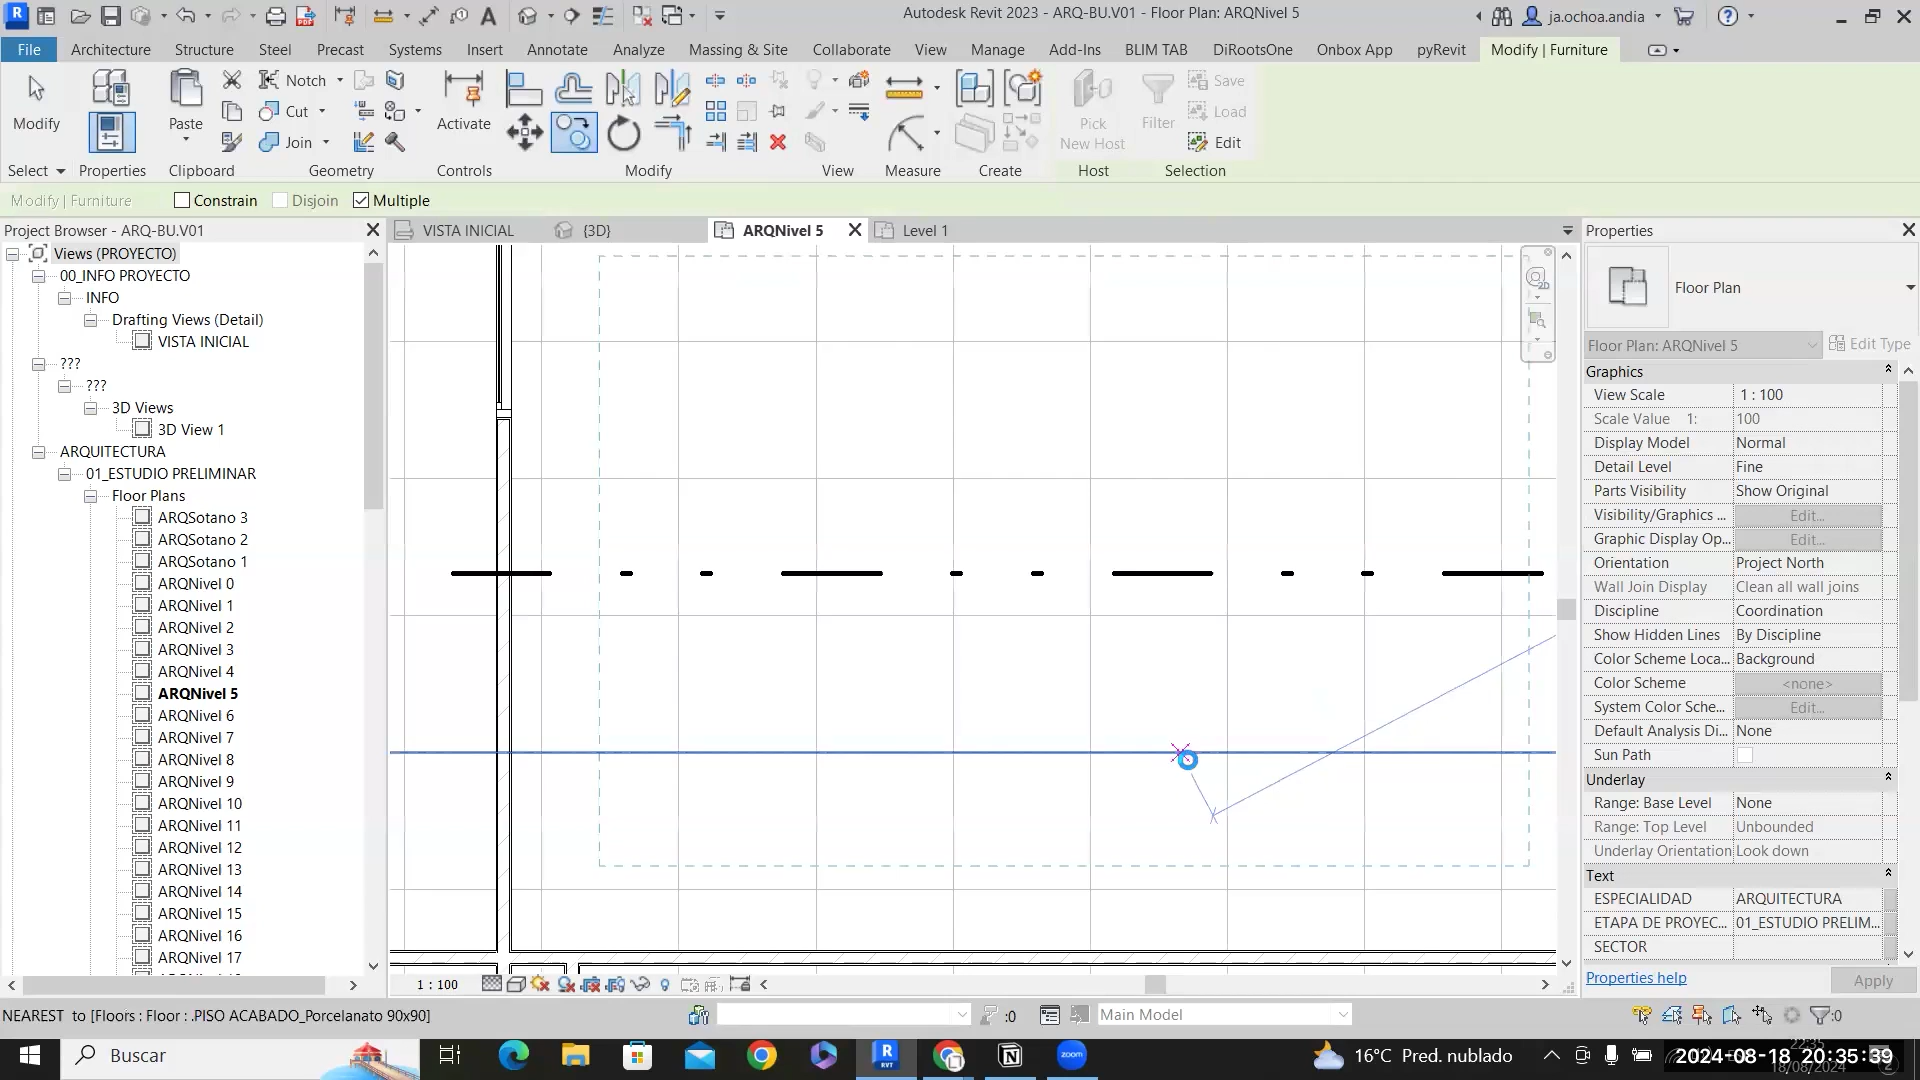 Autodesk Revit 2023 - ARQ-BU.V01 - Floor Plan: ARQNivel 5
ja.ochoa.andia
File Architecture Structure Steel Precast Systems Insert Annotate Analyze Massing & Site Collaborate View Manage Add-Ins BLIM TAB DiRootsOne Onbox App pyRevit Modify | Furniture
Modify
Paste
Notch
Cut
Join
Activate
Pick
New Host
Filter
Save
Load
Edit
Select Properties Clipboard Geometry Controls Modify View Measure Create Host Selection
Modify | Furniture Constrain Disjoin Multiple
Project Browser - ARQ-BU.V01
VISTA INICIAL {3D} ARQNivel 5 Level 1
Properties
Views (PROYECTO)
00_INFO PROYECTO
INFO
Drafting Views (Detail)
VISTA INICIAL
???
???
3D Views
3D View 1
ARQUITECTURA
01_ESTUDIO PRELIMINAR
Floor Plans
ARQSotano 3
ARQSotano 2
ARQSotano 1
ARQNivel 0
ARQNivel 1
ARQNivel 2
ARQNivel 3
ARQNivel 4
ARQNivel 5
ARQNivel 6
ARQNivel 7
ARQNivel 8
ARQNivel 9
ARQNivel 10
ARQNivel 11
ARQNivel 12
ARQNivel 13
ARQNivel 14
ARQNivel 15
ARQNivel 16
ARQNivel 17
Floor Plan
Floor Plan: ARQNivel 5 Edit Type
Graphics
View Scale 1 : 100
Scale Value 1: 100
Display Model Normal
Detail Level Fine
Parts Visibility Show Original
Visibility/Graphics ... Edit...
Graphic Display Op... Edit...
Orientation Project North
Wall Join Display Clean all wall joins
Discipline Coordination
Show Hidden Lines By Discipline
Color Scheme Loca... Background
Color Scheme <none>
System Color Sche... Edit...
Default Analysis Di... None
Sun Path
Underlay
Range: Base Level None
Range: Top Level Unbounded
Underlay Orientation Look down
Text
ESPECIALIDAD ARQUITECTURA
ETAPA DE PROYEC... 01_ESTUDIO PRELIM...
SECTOR
Properties help Apply
1 : 100
NEAREST to [Floors : Floor : .PISO ACABADO_Porcelanato 90x90]
:0 Main Model :0
Buscar
zoom
16°C Pred. nublado
2024-08-18 20:35:39
22:35
18/08/2024